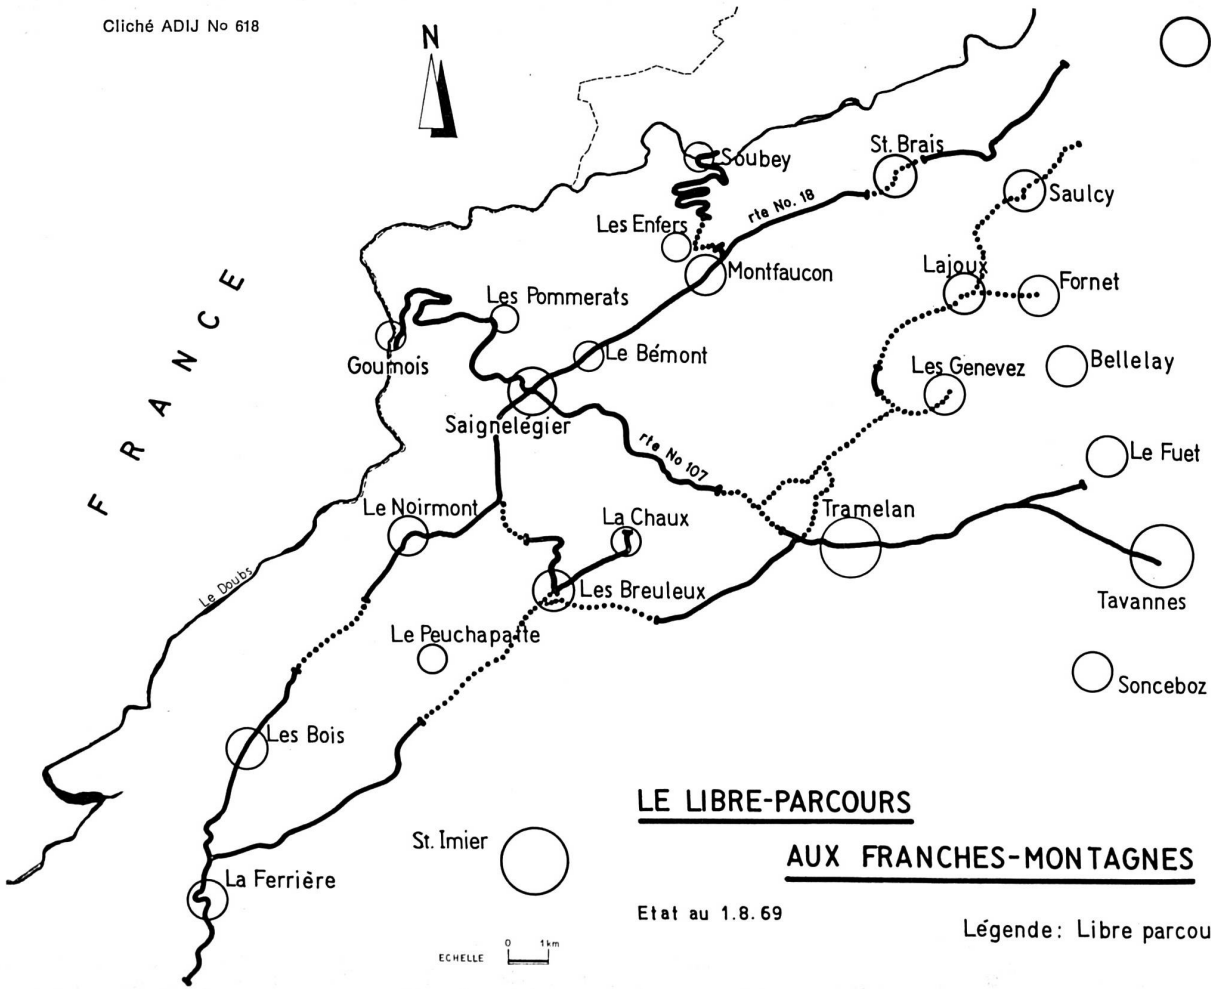 Cliché ADIJ No 618
N
Soubey
St. Brais
Saulcy
rte No. 18
Les Enfers
Montfaucon
Lajoux
Fornet
FRANCE
Les Pommerats
Goumois
Le Bémont
Les Genevez
Bellelay
Saignelégier
rte No 107
Le Fuet
Le Noirmont
La Chaux
Tramelan
Le Doubs
Les Breuleux
Tavannes
Le Peuchapatte
Sonceboz
Les Bois
LE LIBRE-PARCOURS
AUX FRANCHES-MONTAGNES
St. Imier
La Ferrière
Etat au 1.8.69
Légende: Libre parcou
ECHELLE 0 1km